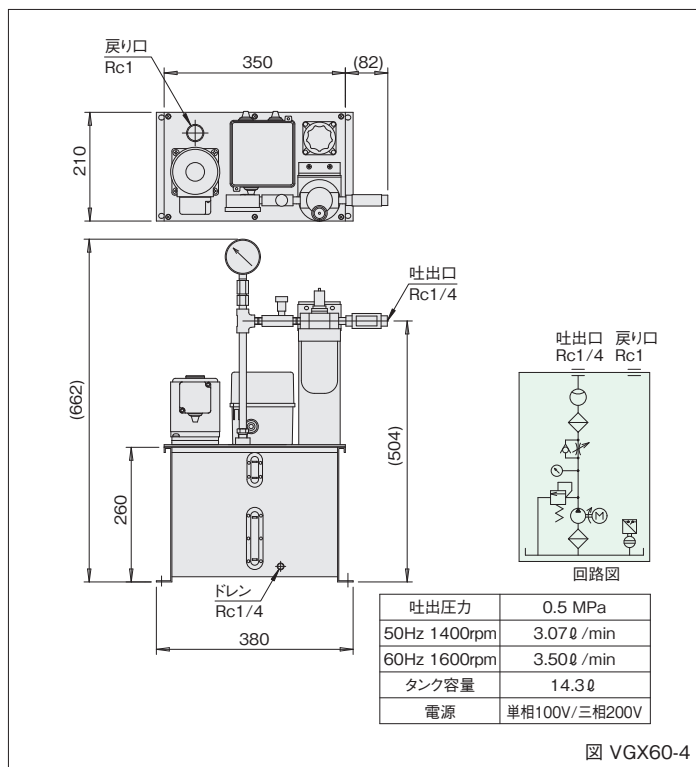 戻り口
Rc1
350
(82)
210
吐出口
Rc1/4
(662)
(504)
260
ドレン
Rc1/4
380
吐出口 戻り口
Rc1/4 Rc1
M
回路図
吐出圧力 0.5 MPa
50Hz 1400rpm 3.07ℓ/min
60Hz 1600rpm 3.50ℓ/min
タンク容量 14.3ℓ
電源 単相100V/三相200V
図 VGX60-4